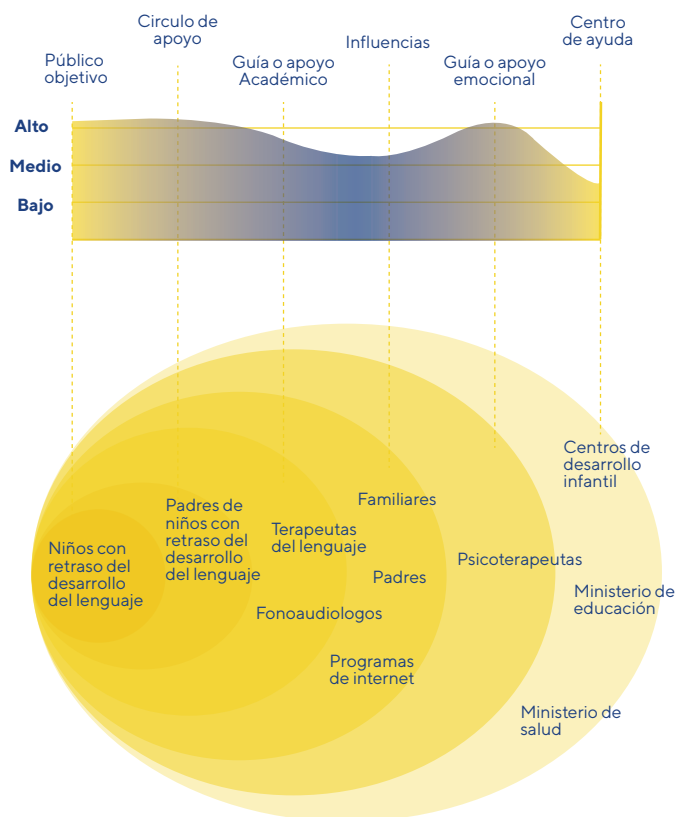 Público
objetivo
Circulo de
apoyo
Guía o apoyo
Académico
Influencias
Guía o apoyo
emocional
Centro
de ayuda
Alto
Medio
Bajo
Niños con
retraso del
desarrollo
del lenguaje
Padres de
niños con
retraso del
desarrollo
del lenguaje
Terapeutas
del lenguaje
Fonoaudiologos
Familiares
Padres
Programas
de internet
Psicoterapeutas
Centros de
desarrollo
infantil
Ministerio de
educación
Ministerio de
salud